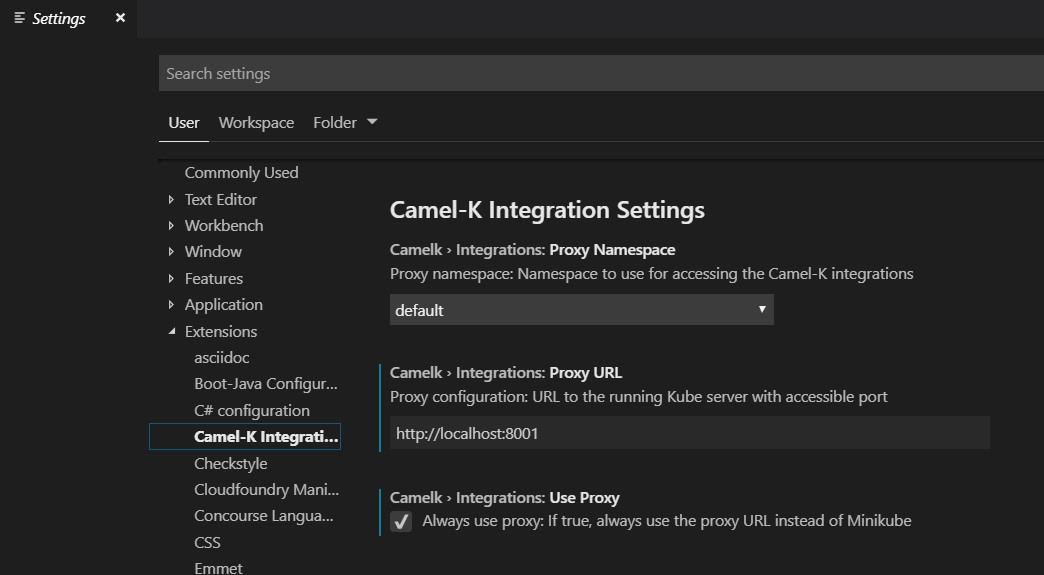 Settings
Search settings
User Workspace Folder
Commonly Used
Text Editor
Workbench
Window
Features
Application
Extensions
asciidoc
Boot-Java Configur...
C# configuration
Camel-K Integrati...
Checkstyle
Cloudfoundry Mani...
Concourse Langua...
CSS
Emmet
Camel-K Integration Settings
Camelk › Integrations: Proxy Namespace
Proxy namespace: Namespace to use for accessing the Camel-K integrations
default
Camelk › Integrations: Proxy URL
Proxy configuration: URL to the running Kube server with accessible port
http://localhost:8001
Camelk › Integrations: Use Proxy
Always use proxy: If true, always use the proxy URL instead of Minikube